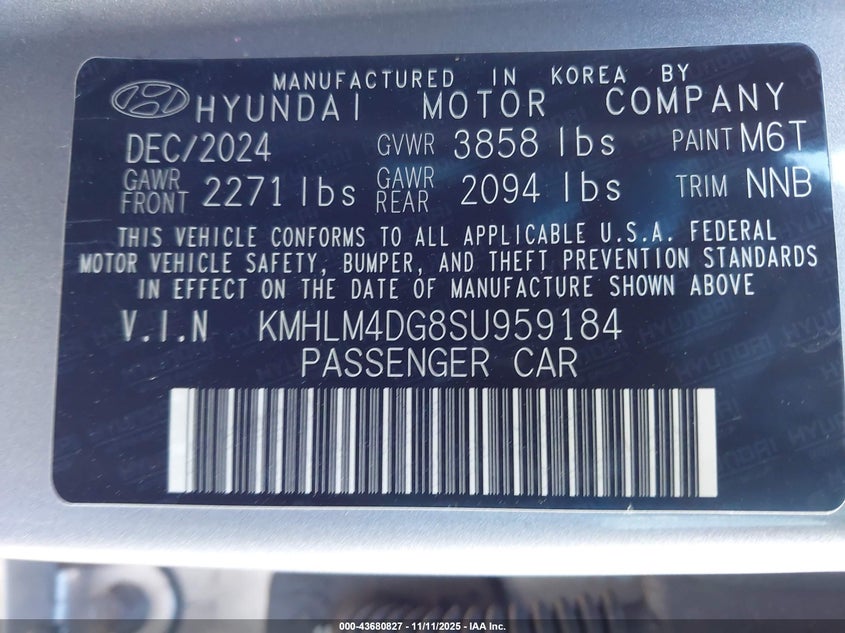 MANUFACTURED IN KOREA BY
HYUNDAI MOTOR COMPANY
DEC/2024 GVWR 3858 lbs PAINT M6T
GAWR FRONT 2271 lbs GAWR REAR 2094 lbs TRIM NNB
THIS VEHICLE CONFORMS TO ALL APPLICABLE U.S.A. FEDERAL
MOTOR VEHICLE SAFETY, BUMPER, AND THEFT PREVENTION STANDARDS
IN EFFECT ON THE DATE OF MANUFACTURE SHOWN ABOVE
V.I.N KMHLM4DG8SU959184
PASSENGER CAR
000-43680827 - 11/11/2025 - IAA Inc.